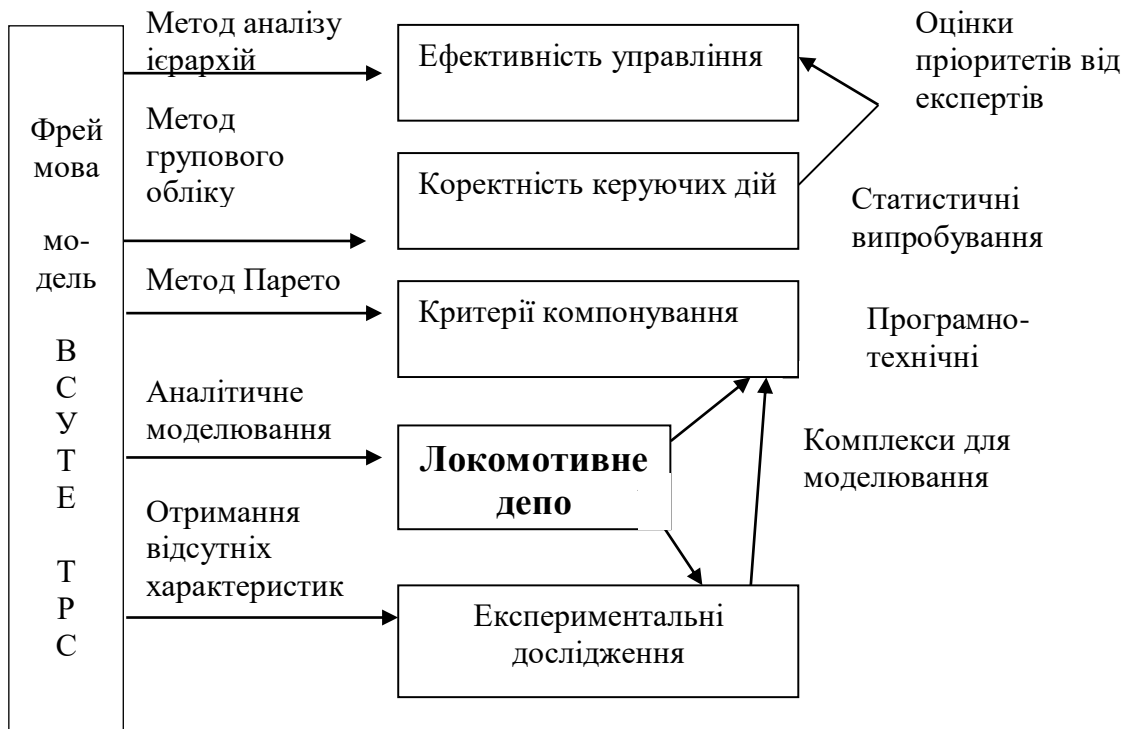 Фрей
мова
мо-
дель
В
С
У
Т
Е
Т
Р
С
Метод аналізу
ієрархій
Метод
групового
обліку
Метод Парето
Аналітичне
моделювання
Отримання
відсутніх
характеристик
Ефективність управління
Коректність керуючих дій
Критерії компонування
Локомотивне
депо
Експериментальні
дослідження
Оцінки
пріоритетів від
експертів
Статистичні
випробування
Програмно-
технічні
Комплекси для
моделювання